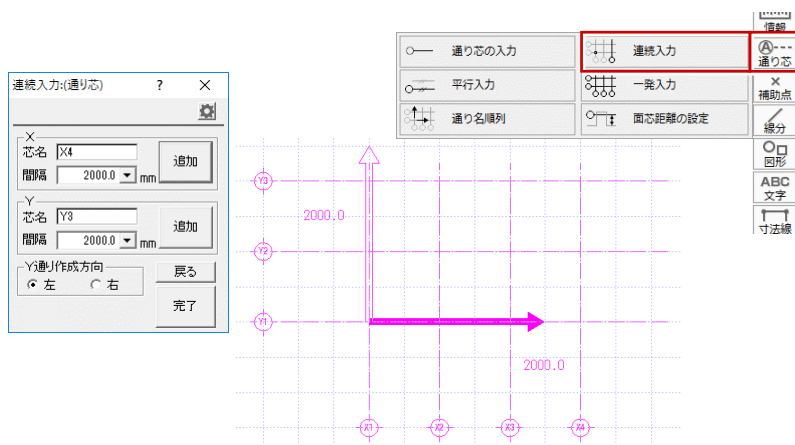 情報
通り芯の入力
連続入力
A
通り芯
平行入力
一発入力
補助点
通り名順列
面芯距離の設定
線分
図形
ABC
文字
寸法線
連続入力:(通り芯) ? ×
X
芯名 X4
追加
間隔 2000.0 mm
Y
芯名 Y3
追加
間隔 2000.0 mm
Y通り作成方向
左 右
戻る
完了
Y3
2000.0
Y2
Y1
2000.0
X1 X2 X3 X4